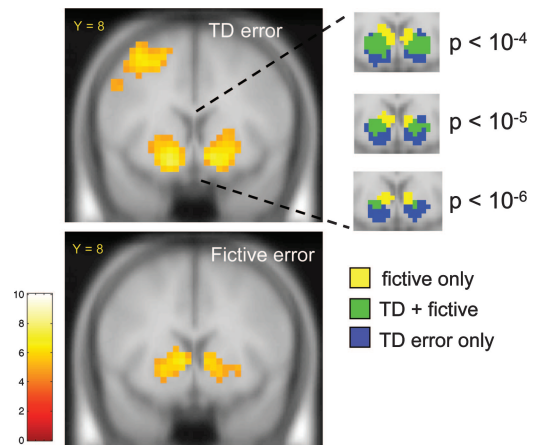 Y = 8
TD error
p < 10-4
p < 10-5
p < 10-6
Y = 8
Fictive error
10
8
6
4
2
0
fictive only
TD + fictive
TD error only